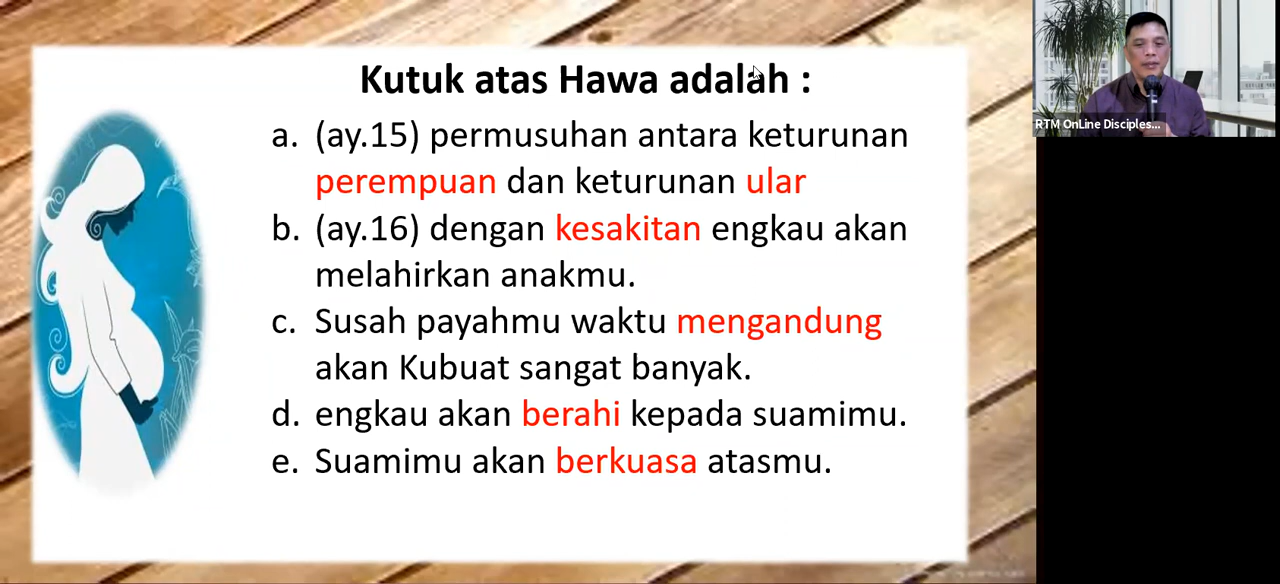 Kutuk atas Hawa adalah :
a. (ay.15) permusuhan antara keturunan
perempuan dan keturunan ular
b. (ay.16) dengan kesakitan engkau akan
melahirkan anakmu.
c. Susah payahmu waktu mengandung
akan Kubuat sangat banyak.
d. engkau akan berahi kepada suamimu.
e. Suamimu akan berkuasa atasmu.
RTM OnLine Disciples...